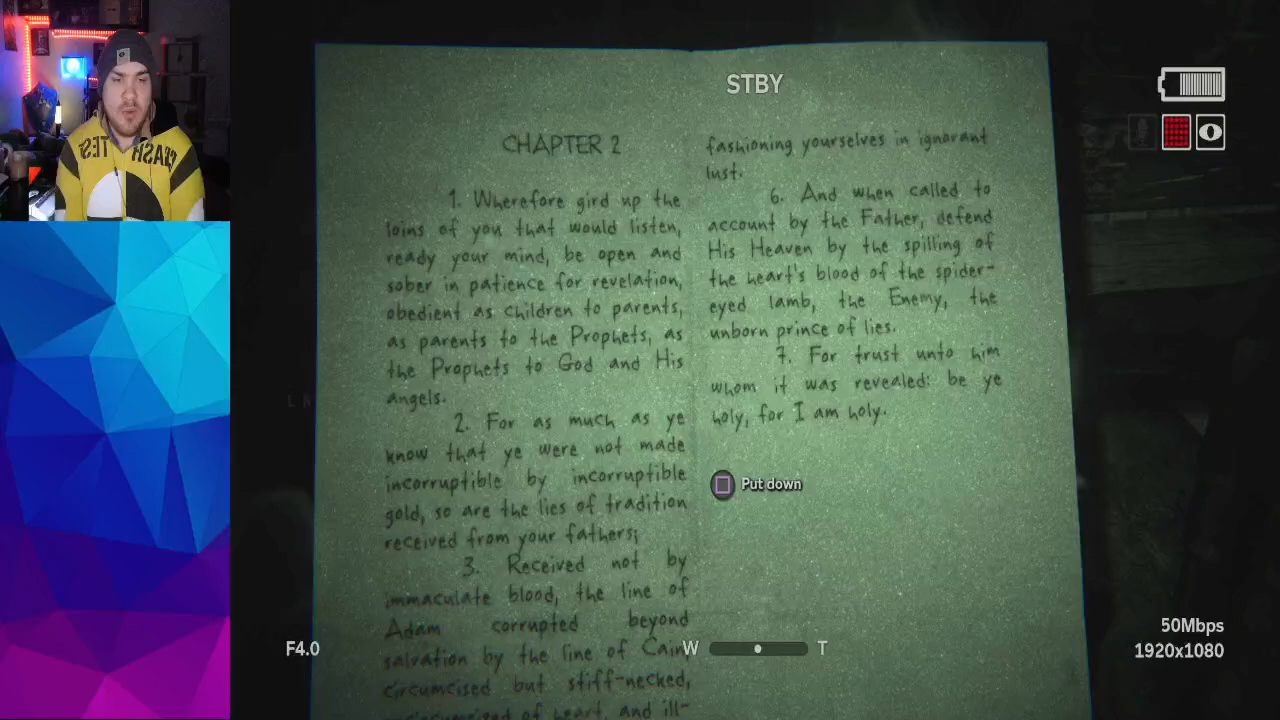 STBY
CHAPTER 2
1. Wherefore gird up the
loins of you that would listen,
ready your mind, be open and
sober in patience for revelation,
obedient as children to parents,
as parents to the Prophets, as
the Prophets to God and His
angels.
2. For as much as ye
know that ye were not made
incorruptible by incorruptible
gold, so are the lies of tradition
received from your fathers;
3. Received not by
immaculate blood, the line of
Adam corrupted beyond
salvation by the line of Cain,
circumcised but stiff-necked,
uncircumcised of heart, and ill-
fashioning yourselves in ignorant
lust.
6. And when called to
account by the Father, defend
His Heaven by the spilling of
the heart's blood of the spider-
eyed lamb, the Enemy, the
unborn prince of lies.
7. For trust unto him
whom it was revealed: be ye
holy, for I am holy.
Put down
F4.0
W T
50Mbps
1920x1080